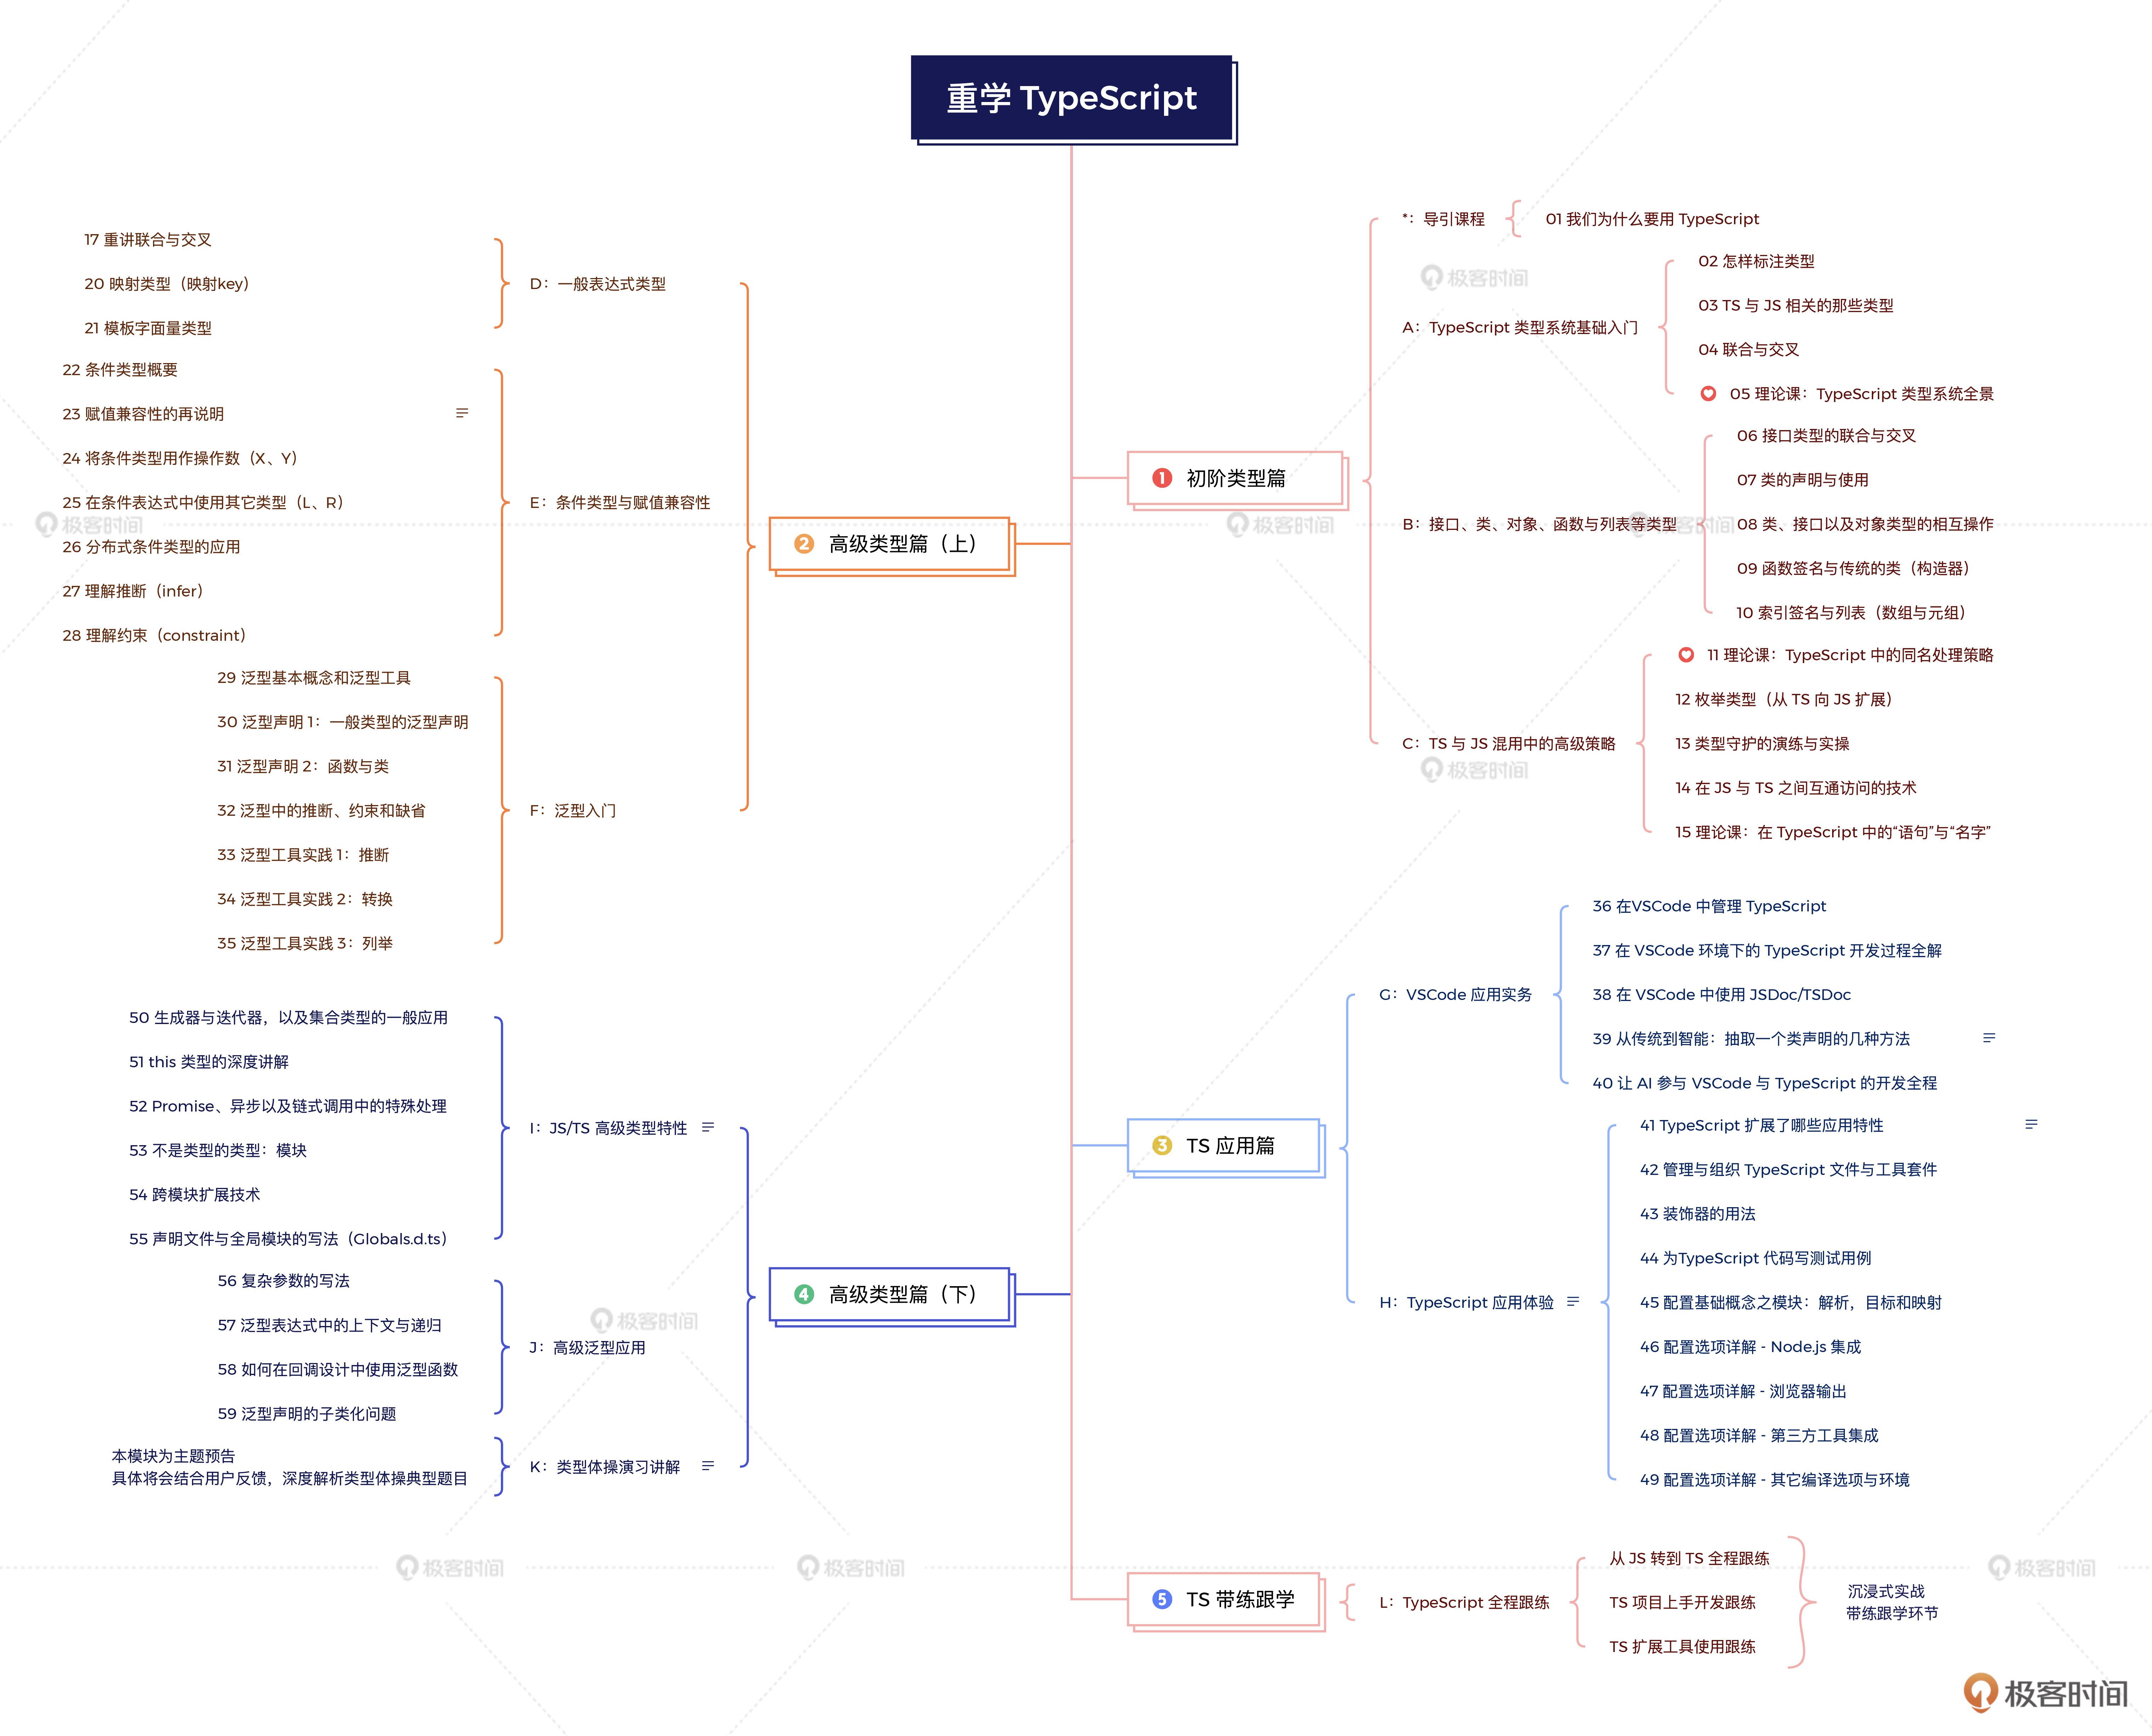 重学 TypeScript
1 初阶类型篇
*：导引课程
01 我们为什么要用 TypeScript
A：TypeScript 类型系统基础入门
02 怎样标注类型
03 TS 与 JS 相关的那些类型
04 联合与交叉
05 理论课：TypeScript 类型系统全景
B：接口、类、对象、函数与列表等类型
06 接口类型的联合与交叉
07 类的声明与使用
08 类、接口以及对象类型的相互操作
09 函数签名与传统的类（构造器）
10 索引签名与列表（数组与元组）
C：TS 与 JS 混用中的高级策略
11 理论课：TypeScript 中的同名处理策略
12 枚举类型（从 TS 向 JS 扩展）
13 类型守护的演练与实操
14 在 JS 与 TS 之间互通访问的技术
15 理论课：在 TypeScript 中的“语句”与“名字”
2 高级类型篇（上）
D：一般表达式类型
17 重讲联合与交叉
20 映射类型（映射key）
21 模板字面量类型
E：条件类型与赋值兼容性
22 条件类型概要
23 赋值兼容性的再说明
24 将条件类型用作操作数（X、Y）
25 在条件表达式中使用其它类型（L、R）
26 分布式条件类型的应用
27 理解推断（infer）
28 理解约束（constraint）
F：泛型入门
29 泛型基本概念和泛型工具
30 泛型声明 1：一般类型的泛型声明
31 泛型声明 2：函数与类
32 泛型中的推断、约束和缺省
33 泛型工具实践 1：推断
34 泛型工具实践 2：转换
35 泛型工具实践 3：列举
3 TS 应用篇
G：VSCode 应用实务
36 在VSCode 中管理 TypeScript
37 在 VSCode 环境下的 TypeScript 开发过程全解
38 在 VSCode 中使用 JSDoc/TSDoc
39 从传统到智能：抽取一个类声明的几种方法
40 让 AI 参与 VSCode 与 TypeScript 的开发全程
H：TypeScript 应用体验
41 TypeScript 扩展了哪些应用特性
42 管理与组织 TypeScript 文件与工具套件
43 装饰器的用法
44 为TypeScript 代码写测试用例
45 配置基础概念之模块：解析，目标和映射
46 配置选项详解 - Node.js 集成
47 配置选项详解 - 浏览器输出
48 配置选项详解 - 第三方工具集成
49 配置选项详解 - 其它编译选项与环境
4 高级类型篇（下）
I：JS/TS 高级类型特性
50 生成器与迭代器，以及集合类型的一般应用
51 this 类型的深度讲解
52 Promise、异步以及链式调用中的特殊处理
53 不是类型的类型：模块
54 跨模块扩展技术
55 声明文件与全局模块的写法（Globals.d.ts）
J：高级泛型应用
56 复杂参数的写法
57 泛型表达式中的上下文与递归
58 如何在回调设计中使用泛型函数
59 泛型声明的子类化问题
K：类型体操演习讲解
本模块为主题预告
具体将会结合用户反馈，深度解析类型体操典型题目
5 TS 带练跟学
L：TypeScript 全程跟练
从 JS 转到 TS 全程跟练
TS 项目上手开发跟练
TS 扩展工具使用跟练
沉浸式实战
带练跟学环节
极客时间
极客时间
极客时间
极客时间
极客时间
极客时间
极客时间
极客时间
极客时间
极客时间